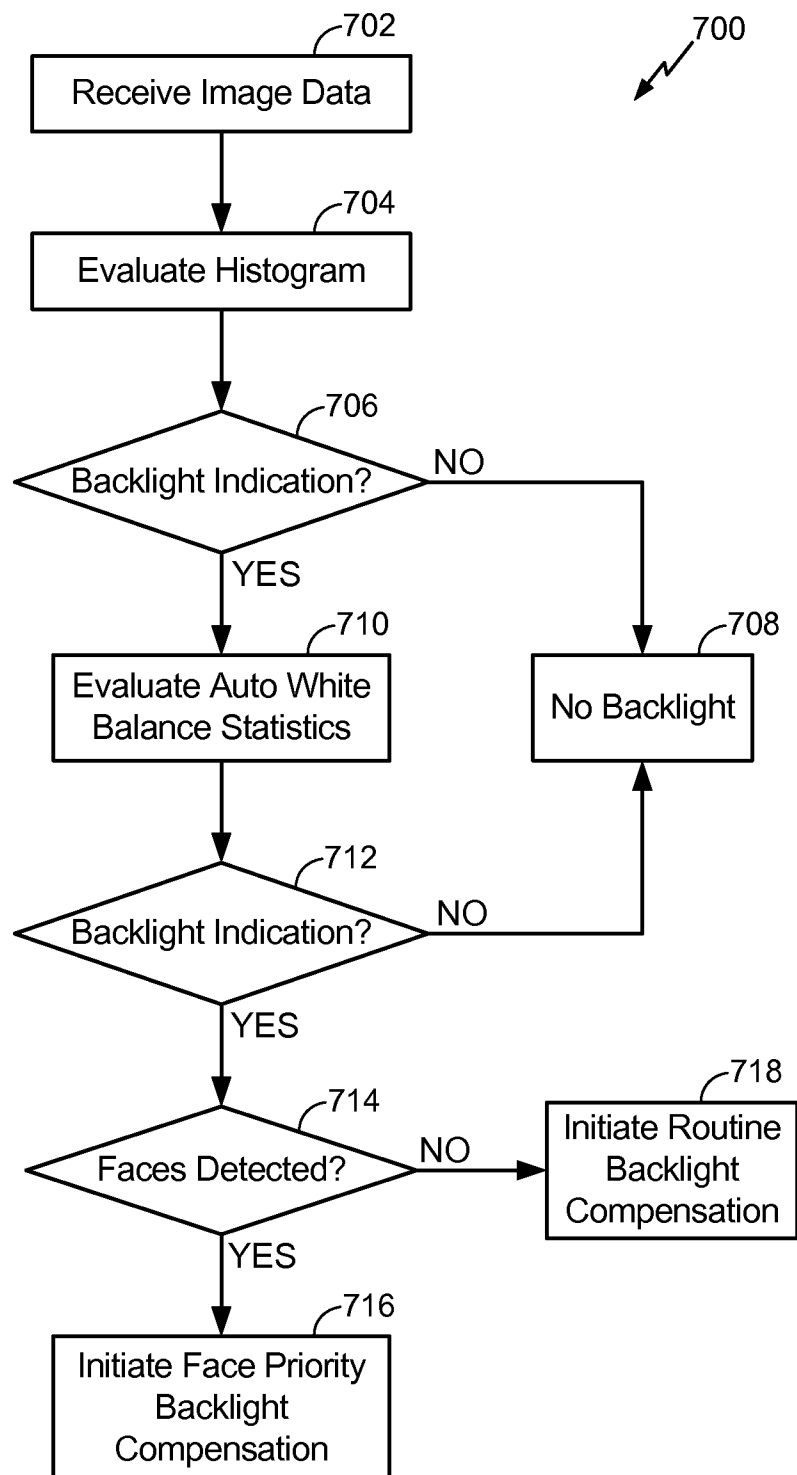 702
700
Receive Image Data
704
Evaluate Histogram
706
Backlight Indication?
NO
YES
710
708
Evaluate Auto White
Balance Statistics
No Backlight
712
Backlight Indication?
NO
YES
714
718
Faces Detected?
NO
Initiate Routine
Backlight
Compensation
YES
716
Initiate Face Priority
Backlight
Compensation